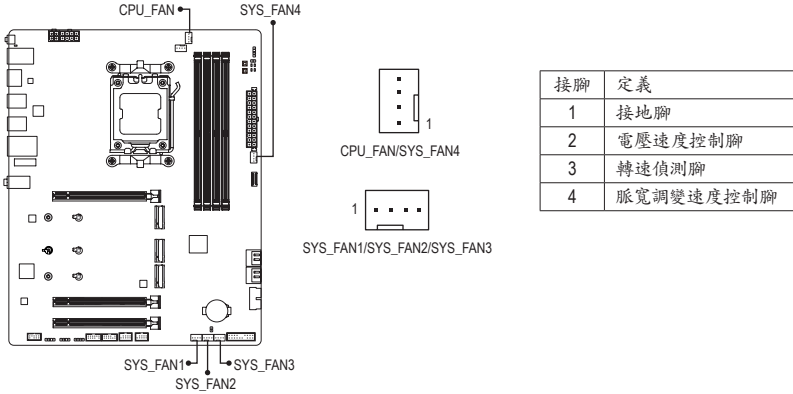 CPU_FAN
SYS_FAN4
1
CPU_FAN/SYS_FAN4
1
SYS_FAN1/SYS_FAN2/SYS_FAN3
接腳 定義
1 接地腳
2 電壓速度控制腳
3 轉速偵測腳
4 脈寬調變速度控制腳
SYS_FAN1
SYS_FAN3
SYS_FAN2